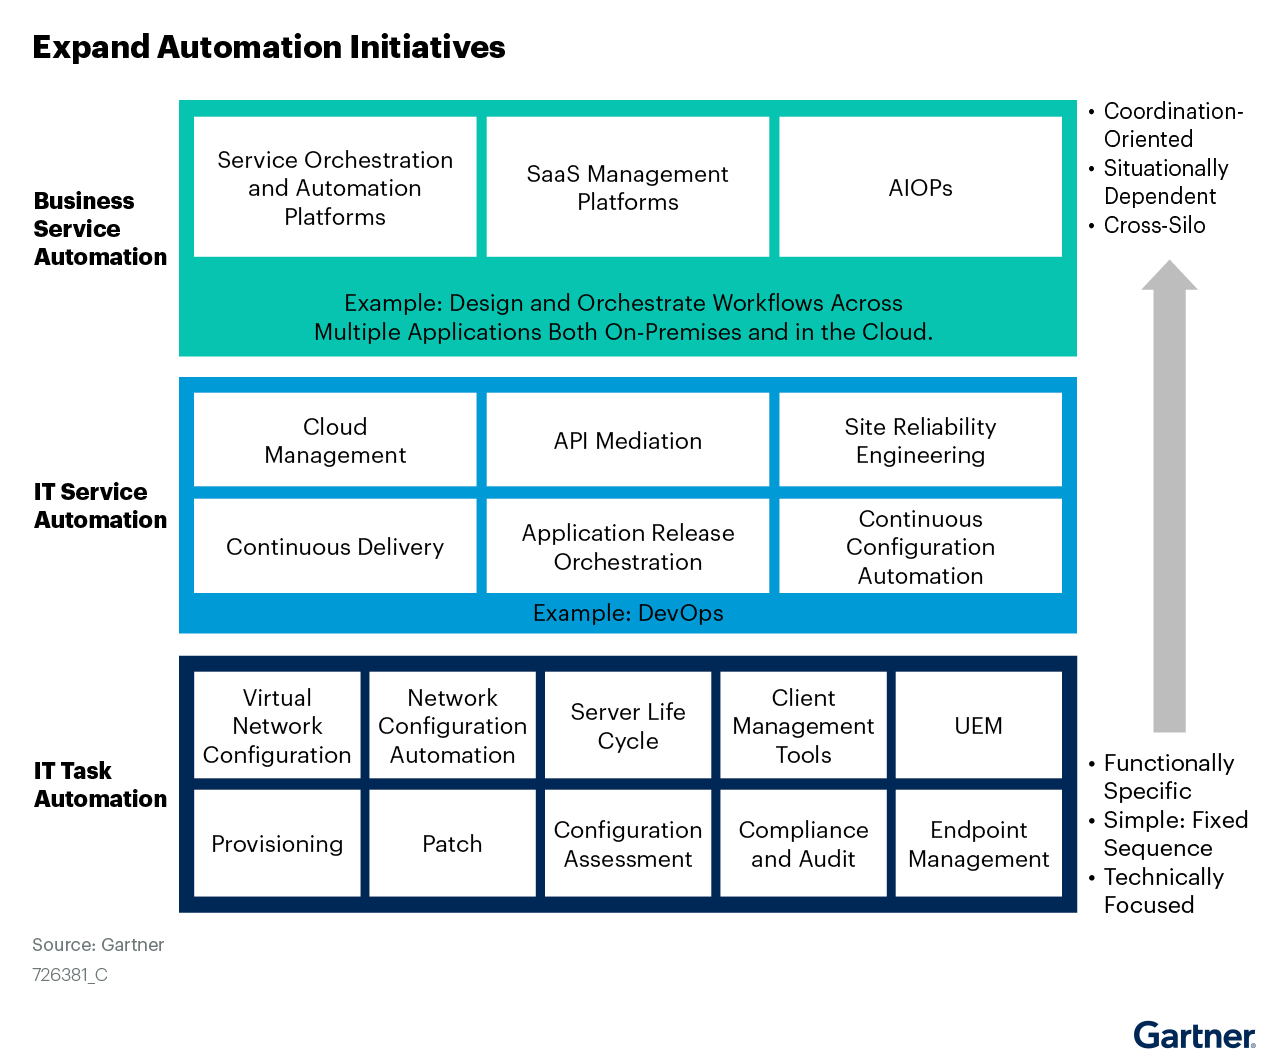 Expand Automation Initiatives
Business
Service
Automation
Service Orchestration
and Automation
Platforms
SaaS Management
Platforms
AIOPs
Example: Design and Orchestrate Workflows Across
Multiple Applications Both On-Premises and in the Cloud.
• Coordination-
Oriented
• Situationally
Dependent
• Cross-Silo
IT Service
Automation
Cloud
Management
API Mediation
Site Reliability
Engineering
Continuous Delivery
Application Release
Orchestration
Continuous
Configuration
Automation
Example: DevOps
IT Task
Automation
Virtual
Network
Configuration
Network
Configuration
Automation
Server Life
Cycle
Client
Management
Tools
UEM
Provisioning
Patch
Configuration
Assessment
Compliance
and Audit
Endpoint
Management
• Functionally
Specific
• Simple: Fixed
Sequence
• Technically
Focused
Source: Gartner
726381_C
Gartner®